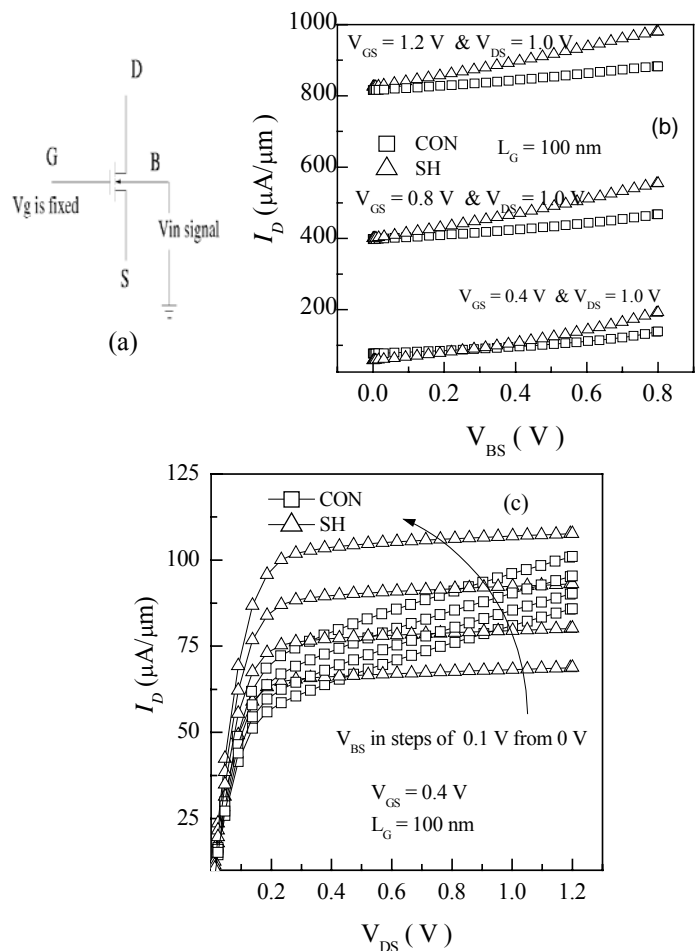 D
G
B
Vg is fixed
Vin signal
S
(a)
1000
800
600
400
200
V_GS = 1.2 V & V_DS = 1.0 V
(b)
CON
SH
L_G = 100 nm
V_GS = 0.8 V & V_DS = 1.0 V
V_GS = 0.4 V & V_DS = 1.0 V
I_D (μA/μm)
0.0 0.2 0.4 0.6 0.8
V_BS ( V )
125
100
75
50
25
CON
SH
(c)
I_D (μA/μm)
V_BS in steps of 0.1 V from 0 V
V_GS = 0.4 V
L_G = 100 nm
0.2 0.4 0.6 0.8 1.0 1.2
V_DS ( V )